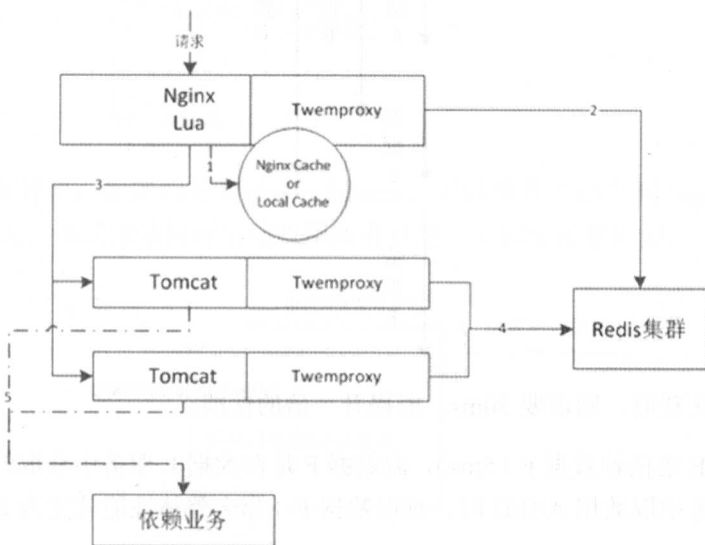 请求
Nginx
Lua
Twemproxy
2
1
Nginx Cache
or
Local Cache
3
Tomcat
Twemproxy
Redis集群
4
Tomcat
Twemproxy
5
依赖业务